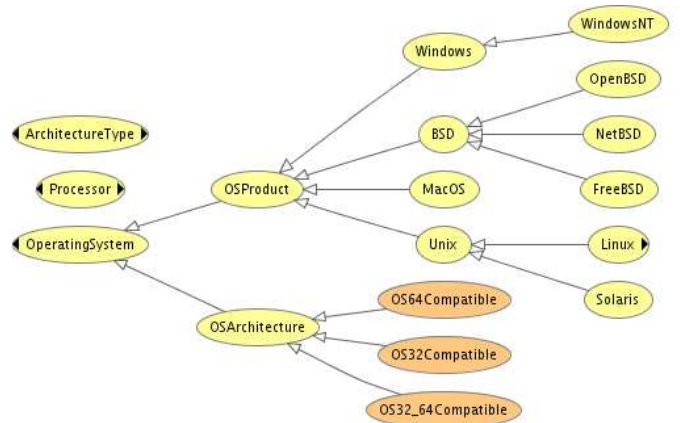 WindowsNT
Windows
OpenBSD
ArchitectureType
BSD
NetBSD
Processor
OSProduct
MacOS
FreeBSD
OperatingSystem
Unix
Linux
OS64Compatible
Solaris
OSArchitecture
OS32Compatible
OS32_64Compatible